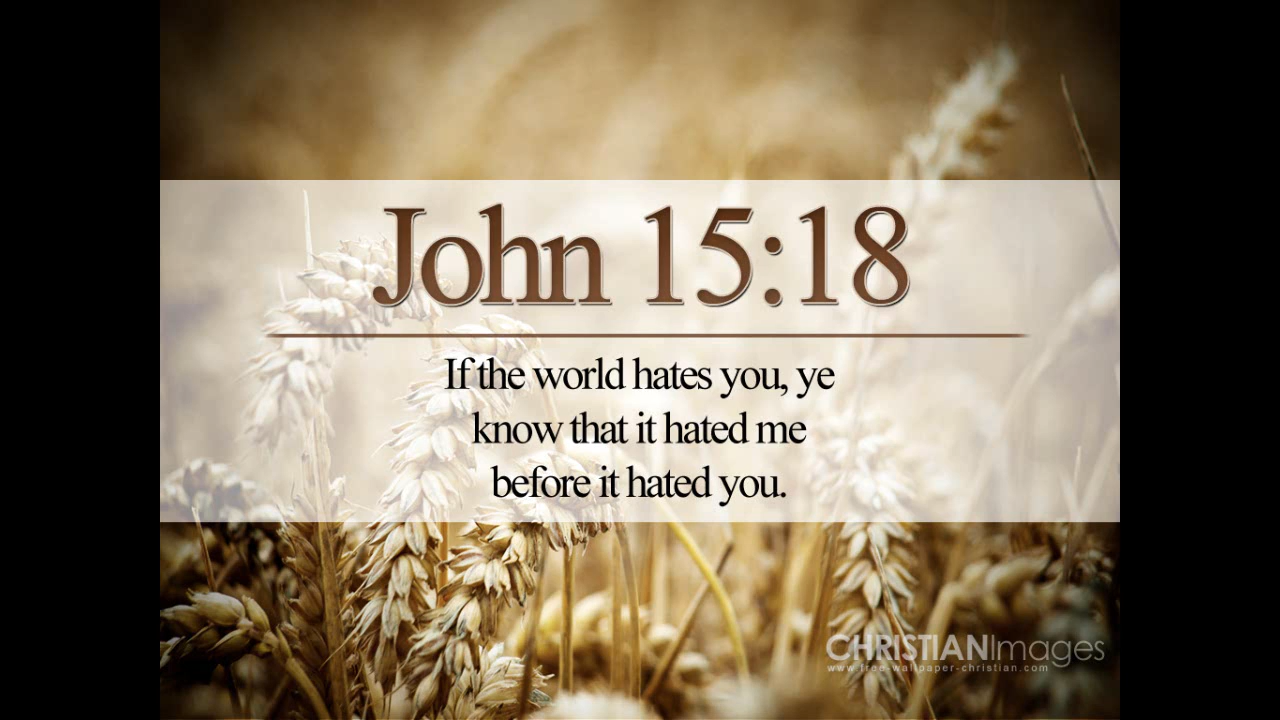 John 15:18
If the world hates you, ye
know that it hated me
before it hated you.
CHRISTIANImages
www.free-wallpaper-christian.com